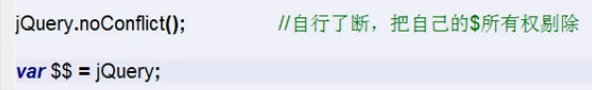 jQuery.noConflict(); //自行了断，把自己的$所有权剔除
var $$ = jQuery;